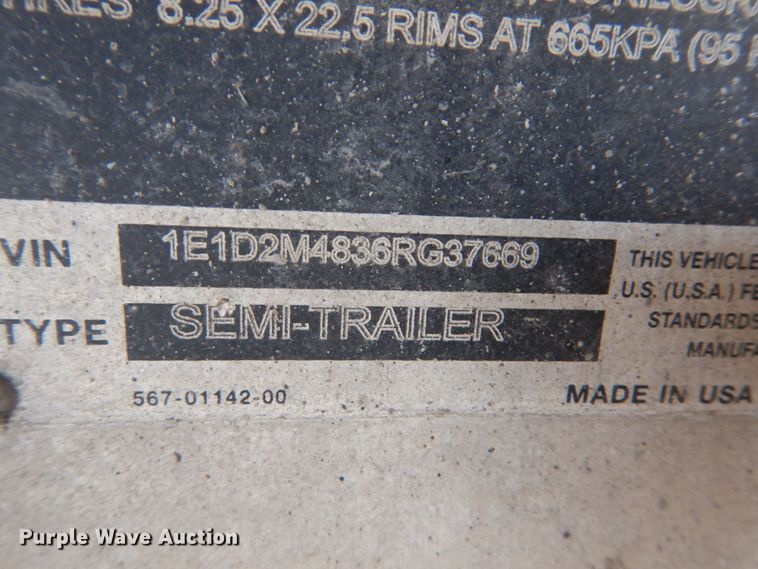 8.25 X 22.5 RIMS AT 665KPA (95
VIN 1E1D2M4836RG37669
TYPE SEMI-TRAILER
THIS VEHICLE
U.S. (U.S.A.) FE
STANDARDS
MANUFA
567-01142-00
MADE IN USA
Purple Wave Auction